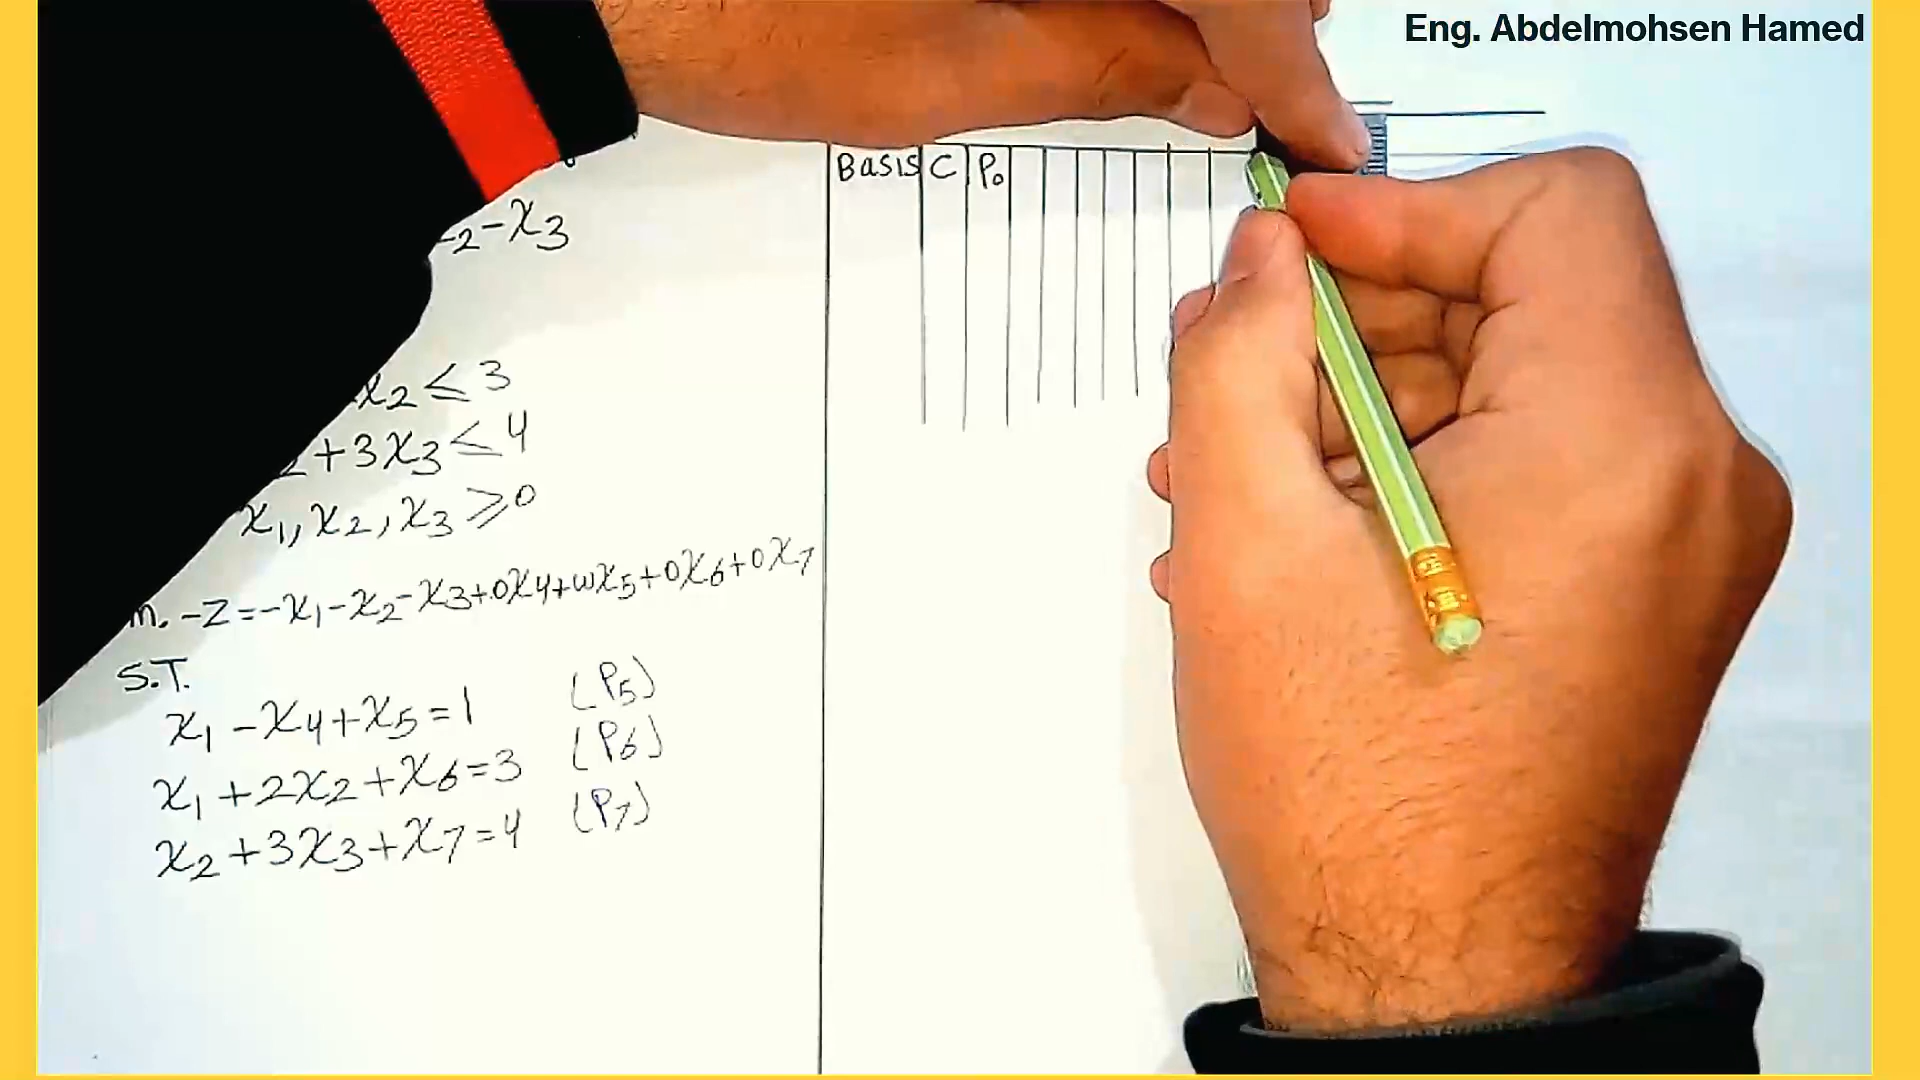 Eng. Abdelmohsen Hamed
Basis C P₀
-x₃
x₂ ≤ 3
+3x₃ ≤ 4
x₁, x₂, x₃ ≥ 0
-Z = -x₁ - x₂ - x₃ + 0x₄ + wx₅ + 0x₆ + 0x₇
S.T.
x₁ - x₄ + x₅ = 1 (P₅)
x₁ + 2x₂ + x₆ = 3 (P₆)
x₂ + 3x₃ + x₇ = 4 (P₇)